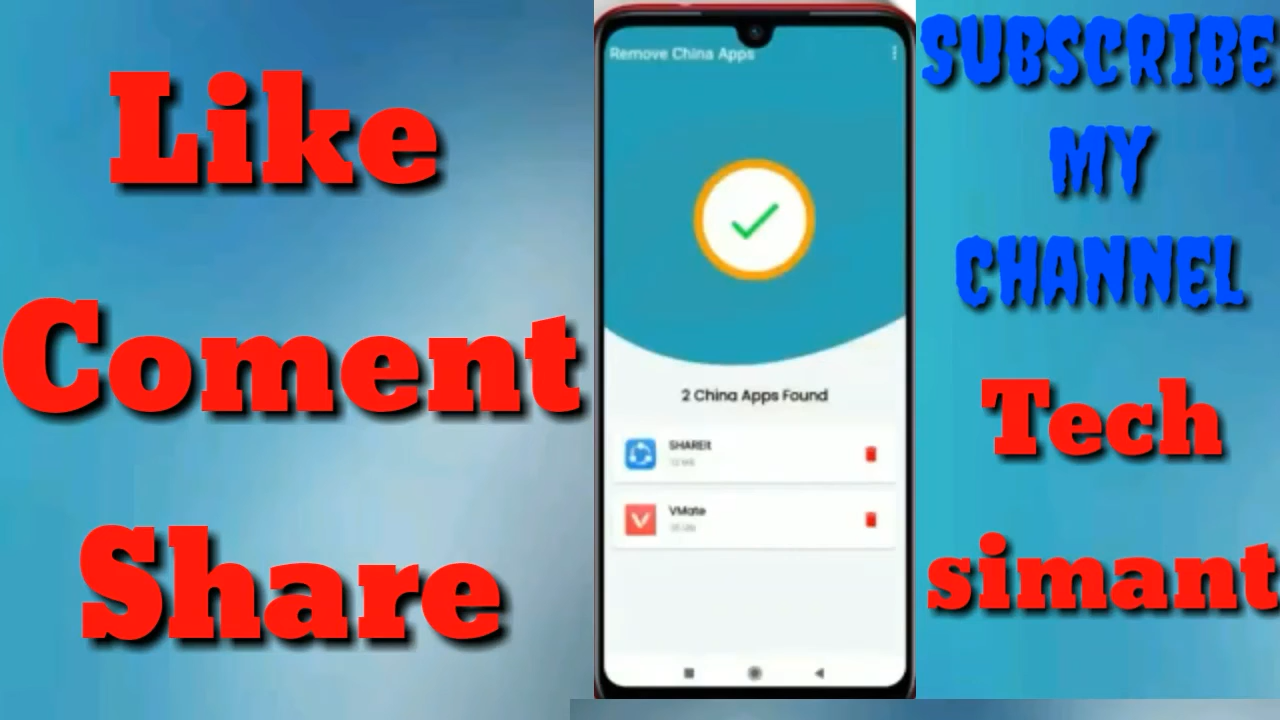 Like
Coment
Share
Remove China Apps
2 China Apps Found
SHAREit
VMate
SUBSCRIBE
MY
CHANNEL
Tech
simant